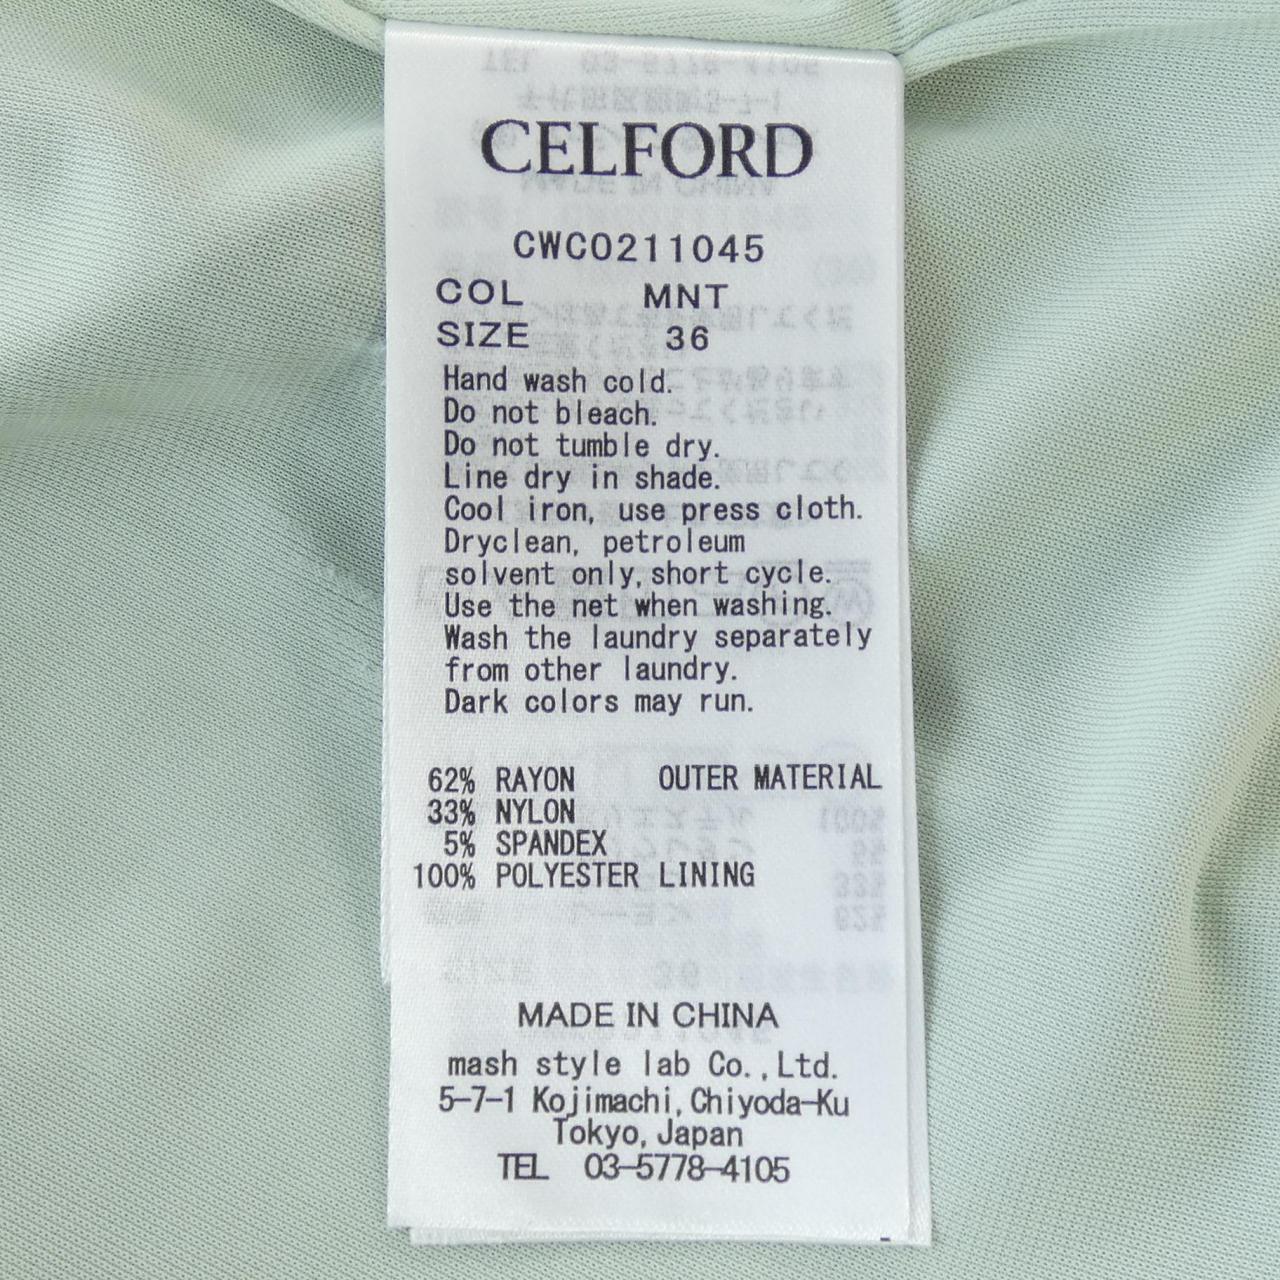 CELFORD
CWC0211045
COL MNT
SIZE 36
Hand wash cold.
Do not bleach.
Do not tumble dry.
Line dry in shade.
Cool iron, use press cloth.
Dryclean, petroleum
solvent only, short cycle.
Use the net when washing.
Wash the laundry separately
from other laundry.
Dark colors may run.
62% RAYON OUTER MATERIAL
33% NYLON
5% SPANDEX
100% POLYESTER LINING
MADE IN CHINA
mash style lab Co., Ltd.
5-7-1 Kojimachi, Chiyoda-Ku
Tokyo, Japan
TEL 03-5778-4105